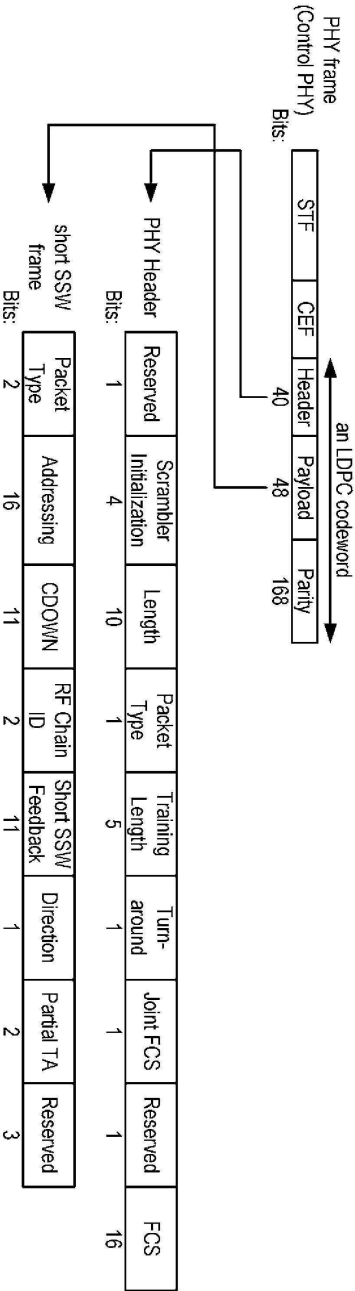 PHY frame
(Control PHY)
STF
CEF
Header
Payload
Parity
Bits:
40
48
168
an LDPC codeword
PHY Header
Reserved
Scrambler
Initialization
Length
Packet
Type
Training
Length
Turn-
around
Joint FCS
Reserved
FCS
Bits:
1
4
10
1
5
1
1
1
16
short SSW
frame
Packet
Type
Addressing
CDOWN
RF Chain
ID
Short SSW
Feedback
Direction
Partial TA
Reserved
Bits:
2
16
11
2
11
1
2
3